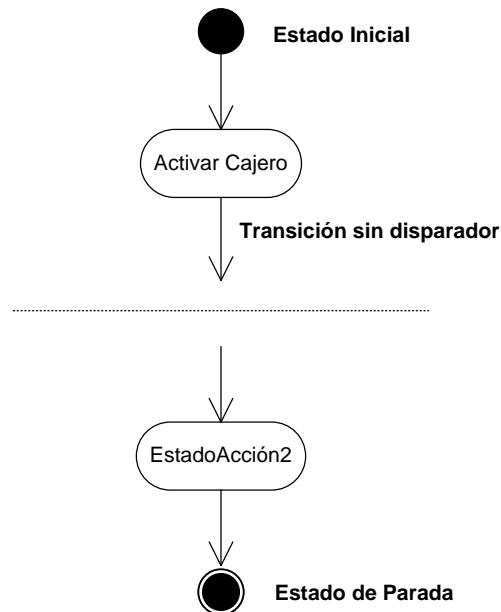 Estado Inicial
Activar Cajero
Transición sin disparador
EstadoAcción2
Estado de Parada